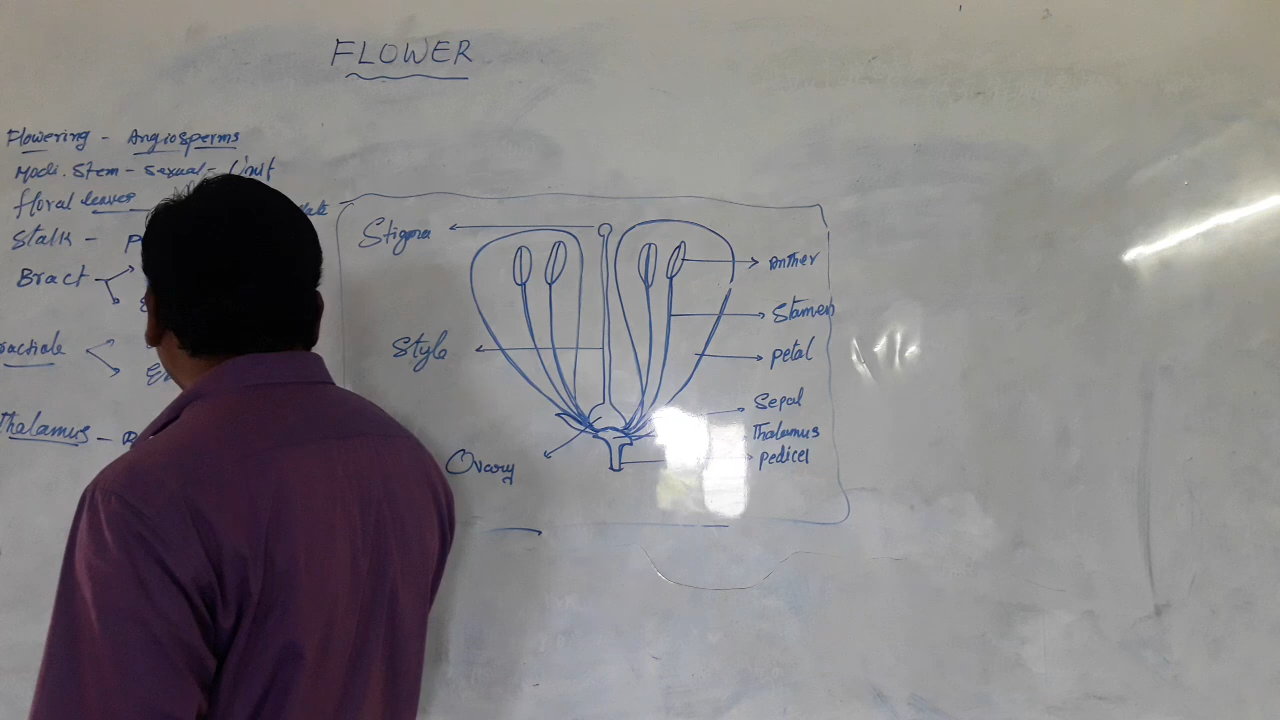 FLOWER
Flowering - Angiosperms
Modi. Stem - Sexual - Unit
floral leaves
Stalk - P
Bract
Thalamus -
Stigma
Style
Ovary
Anther
Stamen
Petal
Sepal
Thalamus
Pedicel